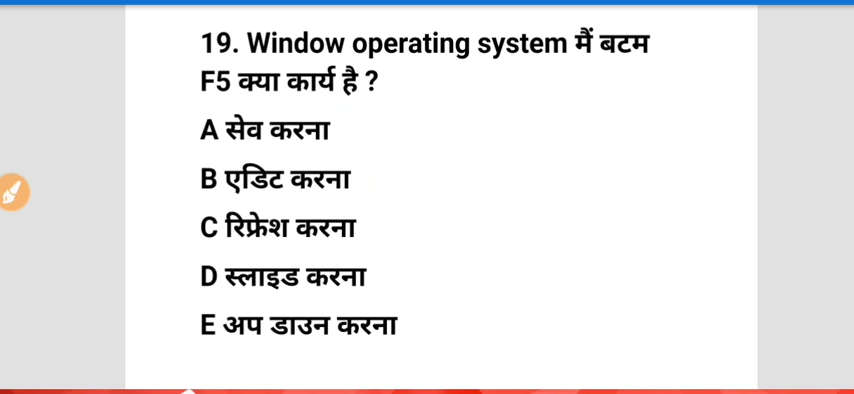 19. Window operating system मैं बटम
F5 क्या कार्य है ?
A सेव करना
B एडिट करना
C रिफ्रेश करना
D स्लाइड करना
E अप डाउन करना